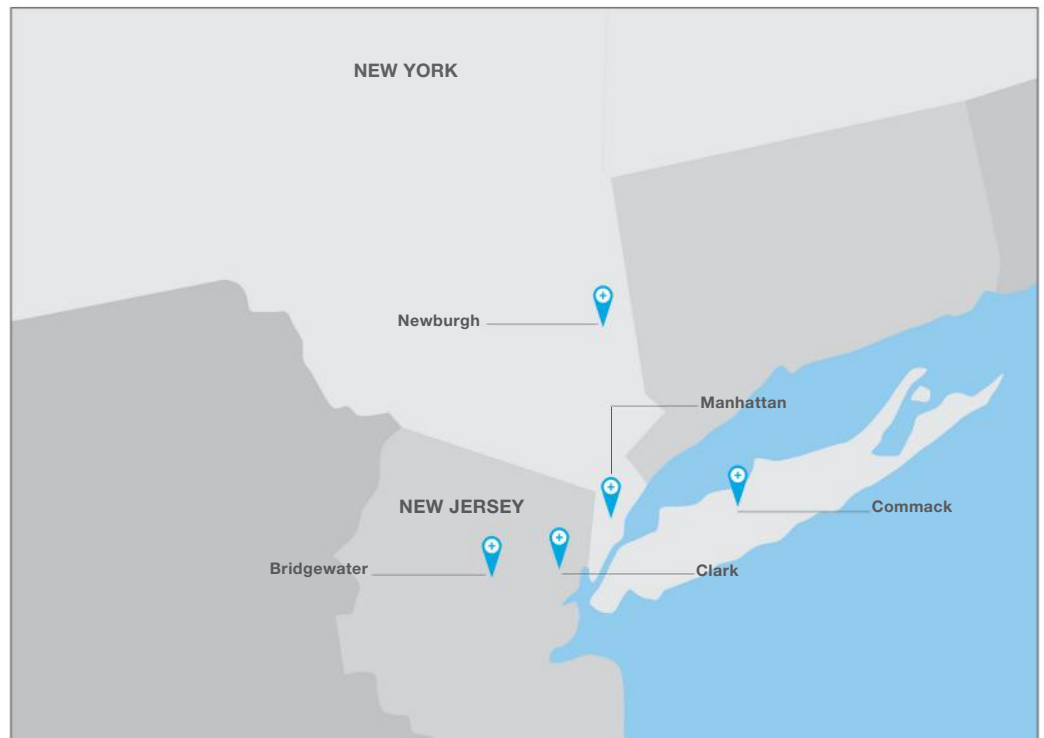 NEW YORK
Newburgh
Manhattan
NEW JERSEY
Commack
Bridgewater
Clark